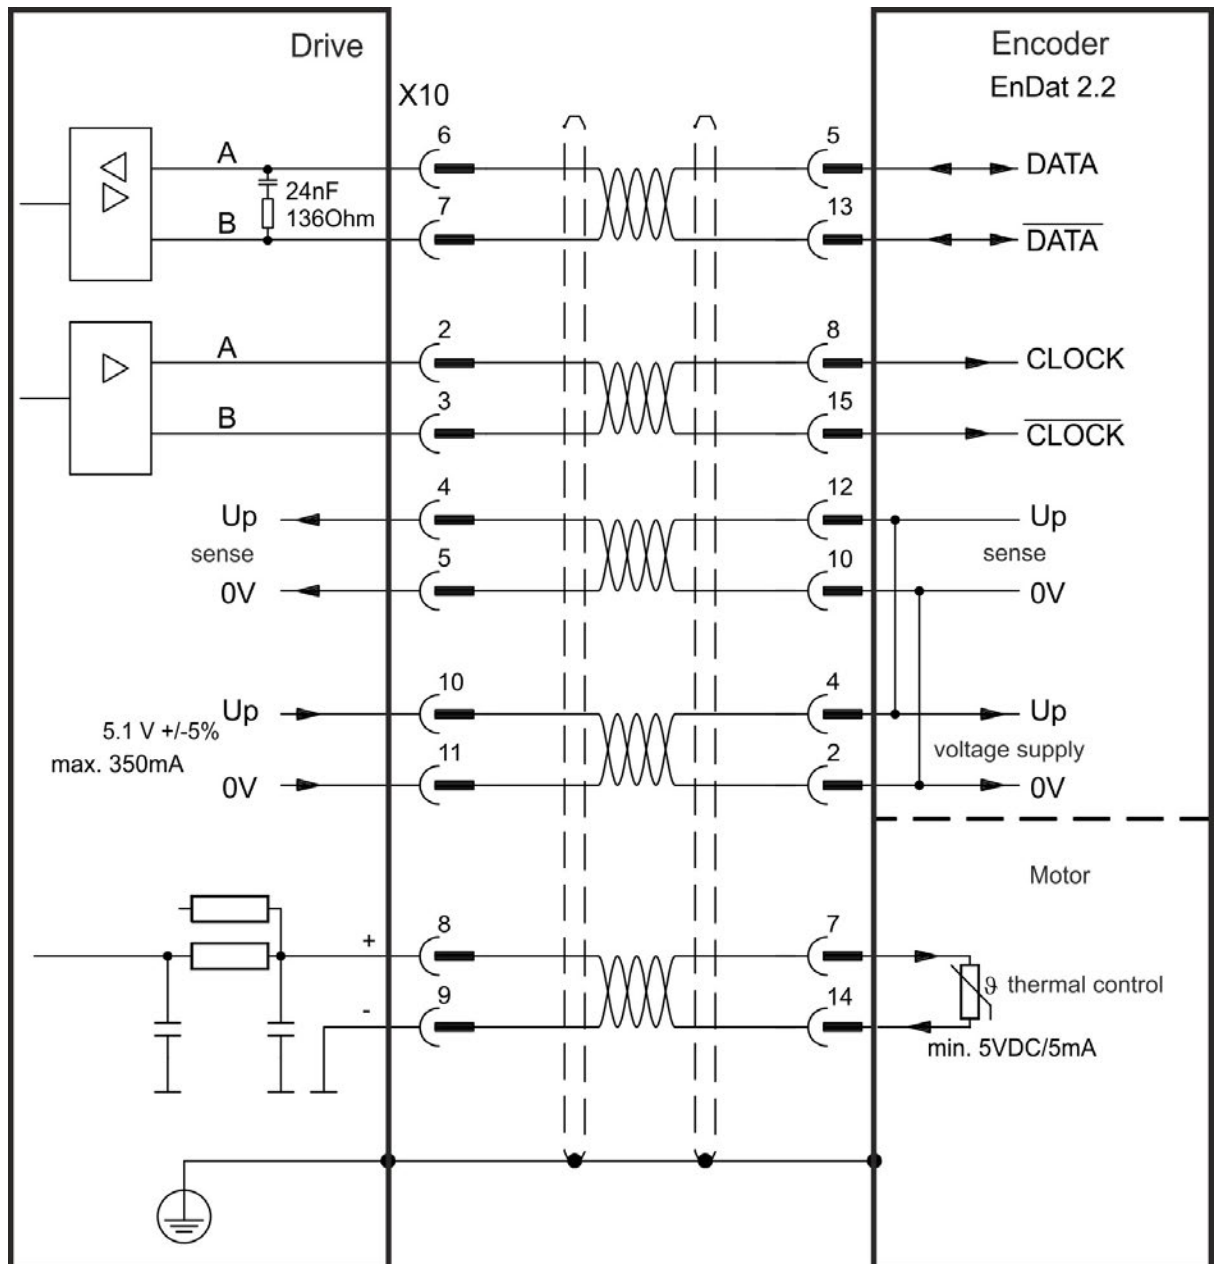 Drive
Encoder
EnDat 2.2
X10
A
6
5
DATA
24nF
136Ohm
B
7
13
DATA
A
2
8
CLOCK
B
3
15
CLOCK
Up
4
12
Up
sense
sense
0V
5
10
0V
Up
10
4
Up
5.1 V +/-5%
max. 350mA
voltage supply
0V
11
2
0V
Motor
+
8
7
ϑ thermal control
-
9
14
min. 5VDC/5mA